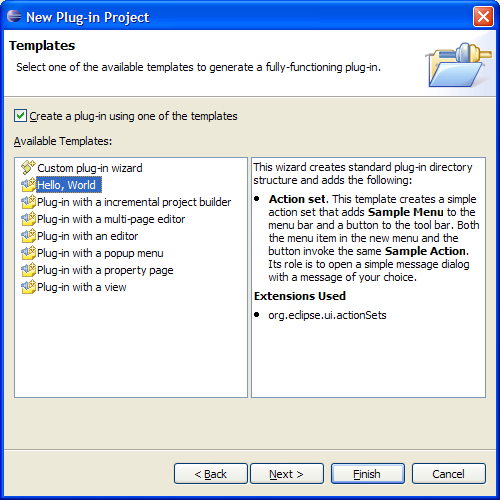 New Plug-in Project
Templates
Select one of the available templates to generate a fully-functioning plug-in.
Create a plug-in using one of the templates
Available Templates:
Custom plug-in wizard
Hello, World
Plug-in with a incremental project builder
Plug-in with a multi-page editor
Plug-in with an editor
Plug-in with a popup menu
Plug-in with a property page
Plug-in with a view
This wizard creates standard plug-in directory
structure and adds the following:
Action set. This template creates a simple
action set that adds Sample Menu to the
menu bar and a button to the tool bar. Both
the menu item in the new menu and the
button invoke the same Sample Action.
Its role is to open a simple message dialog
with a message of your choice.
Extensions Used
org.eclipse.ui.actionSets
< Back
Next >
Finish
Cancel